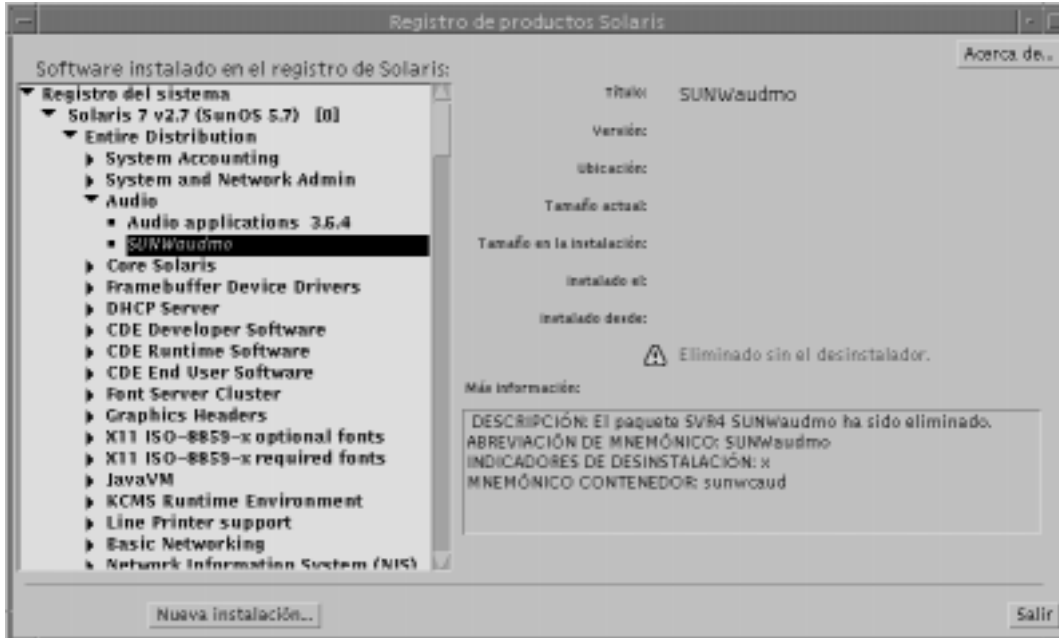 Registro de productos Solaris
Acerca de...
Software instalado en el registro de Solaris:
Registro del sistema
Solaris 7 v2.7 (SunOS 5.7) [0]
Entire Distribution
System Accounting
System and Network Admin
Audio
Audio applications 3.6.4
SUNWaudmo
Core Solaris
Framebuffer Device Drivers
DHCP Server
CDE Developer Software
CDE Runtime Software
CDE End User Software
Font Server Cluster
Graphics Headers
X11 ISO-8859-x optional fonts
X11 ISO-8859-x required fonts
JavaVM
KCMS Runtime Environment
Line Printer support
Basic Networking
Network Information System (NIS)
Título: SUNWaudmo
Versión:
Ubicación:
Tamaño actual:
Tamaño en la instalación:
Instalado el:
Instalado desde:
Eliminado sin el desinstalador.
Más información:
DESCRIPCIÓN: El paquete SVR4 SUNWaudmo ha sido eliminado.
ABREVIACIÓN DE MNEMÓNICO: SUNWaudmo
INDICADORES DE DESINSTALACIÓN: x
MNEMÓNICO CONTENEDOR: sunwcaud
Nueva instalación...
Salir